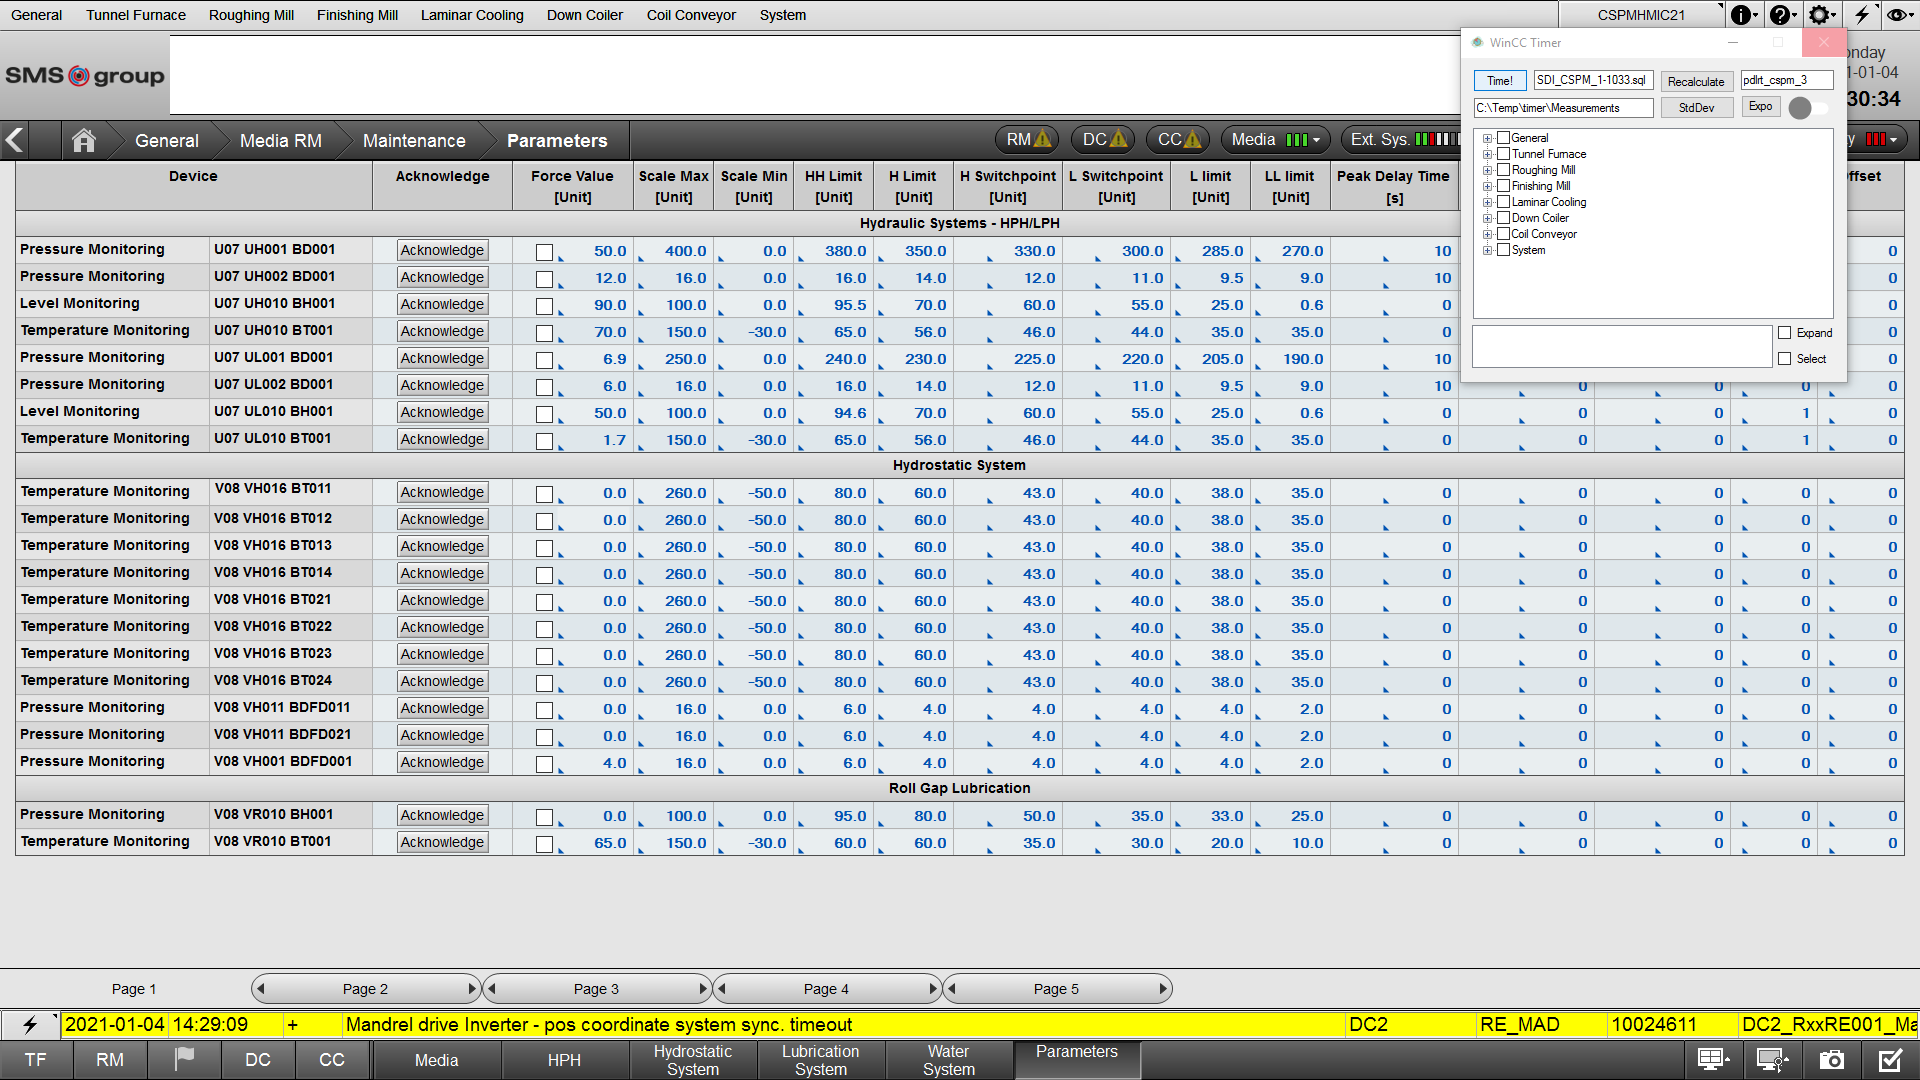 General Tunnel Furnace Roughing Mill Finishing Mill Laminar Cooling Down Coiler Coil Conveyor System CSPMHMIC21
SMS group
WinCC Timer
Time! SDI_CSPM_1-1033.sql Recalculate pdlrt_cspm_3
C:\Temp\timer\Measurements StdDev Expo
General
Tunnel Furnace
Roughing Mill
Finishing Mill
Laminar Cooling
Down Coiler
Coil Conveyor
System
Expand
Select
nday
1-01-04
30:34
General Media RM Maintenance Parameters RM DC CC Media Ext. Sys. y
Device Acknowledge Force Value [Unit] Scale Max [Unit] Scale Min [Unit] HH Limit [Unit] H Limit [Unit] H Switchpoint [Unit] L Switchpoint [Unit] L limit [Unit] LL limit [Unit] Peak Delay Time [s] ffset
Hydraulic Systems - HPH/LPH
Pressure Monitoring U07 UH001 BD001 Acknowledge 50.0 400.0 0.0 380.0 350.0 330.0 300.0 285.0 270.0 10 0
Pressure Monitoring U07 UH002 BD001 Acknowledge 12.0 16.0 0.0 16.0 14.0 12.0 11.0 9.5 9.0 10 0
Level Monitoring U07 UH010 BH001 Acknowledge 90.0 100.0 0.0 95.5 70.0 60.0 55.0 25.0 0.6 0 0
Temperature Monitoring U07 UH010 BT001 Acknowledge 70.0 150.0 -30.0 65.0 56.0 46.0 44.0 35.0 35.0 0 0
Pressure Monitoring U07 UL001 BD001 Acknowledge 6.9 250.0 0.0 240.0 230.0 225.0 220.0 205.0 190.0 10 0
Pressure Monitoring U07 UL002 BD001 Acknowledge 6.0 16.0 0.0 16.0 14.0 12.0 11.0 9.5 9.0 10 0 0 0 0
Level Monitoring U07 UL010 BH001 Acknowledge 50.0 100.0 0.0 94.6 70.0 60.0 55.0 25.0 0.6 0 0 0 1 0
Temperature Monitoring U07 UL010 BT001 Acknowledge 1.7 150.0 -30.0 65.0 56.0 46.0 44.0 35.0 35.0 0 0 0 1 0
Hydrostatic System
Temperature Monitoring V08 VH016 BT011 Acknowledge 0.0 260.0 -50.0 80.0 60.0 43.0 40.0 38.0 35.0 0 0 0 0 0
Temperature Monitoring V08 VH016 BT012 Acknowledge 0.0 260.0 -50.0 80.0 60.0 43.0 40.0 38.0 35.0 0 0 0 0 0
Temperature Monitoring V08 VH016 BT013 Acknowledge 0.0 260.0 -50.0 80.0 60.0 43.0 40.0 38.0 35.0 0 0 0 0 0
Temperature Monitoring V08 VH016 BT014 Acknowledge 0.0 260.0 -50.0 80.0 60.0 43.0 40.0 38.0 35.0 0 0 0 0 0
Temperature Monitoring V08 VH016 BT021 Acknowledge 0.0 260.0 -50.0 80.0 60.0 43.0 40.0 38.0 35.0 0 0 0 0 0
Temperature Monitoring V08 VH016 BT022 Acknowledge 0.0 260.0 -50.0 80.0 60.0 43.0 40.0 38.0 35.0 0 0 0 0 0
Temperature Monitoring V08 VH016 BT023 Acknowledge 0.0 260.0 -50.0 80.0 60.0 43.0 40.0 38.0 35.0 0 0 0 0 0
Temperature Monitoring V08 VH016 BT024 Acknowledge 0.0 260.0 -50.0 80.0 60.0 43.0 40.0 38.0 35.0 0 0 0 0 0
Pressure Monitoring V08 VH011 BDFD011 Acknowledge 0.0 16.0 0.0 6.0 4.0 4.0 4.0 4.0 2.0 0 0 0 0 0
Pressure Monitoring V08 VH011 BDFD021 Acknowledge 0.0 16.0 0.0 6.0 4.0 4.0 4.0 4.0 2.0 0 0 0 0 0
Pressure Monitoring V08 VH001 BDFD001 Acknowledge 4.0 16.0 0.0 6.0 4.0 4.0 4.0 4.0 2.0 0 0 0 0 0
Roll Gap Lubrication
Pressure Monitoring V08 VR010 BH001 Acknowledge 0.0 100.0 0.0 95.0 80.0 50.0 35.0 33.0 25.0 0 0 0 0 0
Temperature Monitoring V08 VR010 BT001 Acknowledge 65.0 150.0 -30.0 60.0 60.0 35.0 30.0 20.0 10.0 0 0 0 0 0
Page 1 Page 2 Page 3 Page 4 Page 5
2021-01-04 14:29:09 + Mandrel drive Inverter - pos coordinate system sync. timeout DC2 RE_MAD 10024611 DC2_RxxRE001_Ma
TF RM DC CC Media HPH Hydrostatic System Lubrication System Water System Parameters